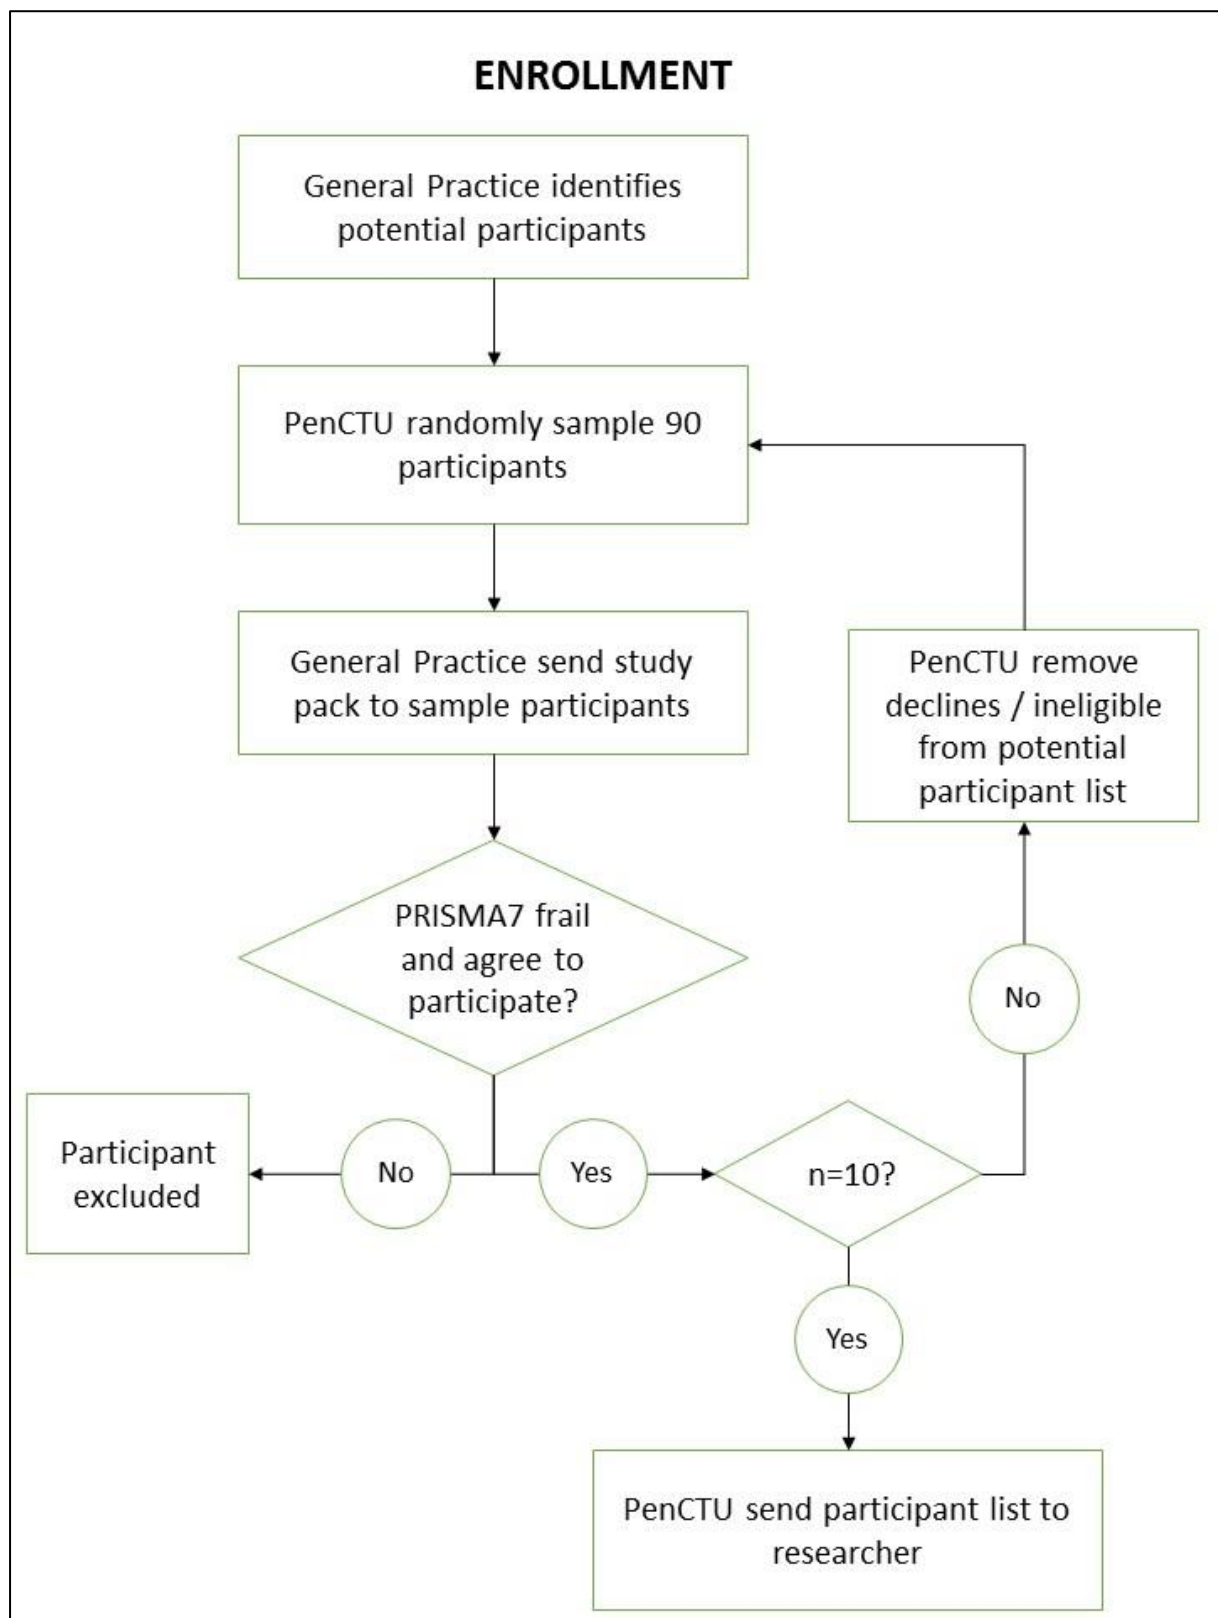 ENROLLMENT
General Practice identifies
potential participants
PenCTU randomly sample 90
participants
General Practice send study
pack to sample participants
PenCTU remove
declines / ineligible
from potential
participant list
PRISMA7 frail
and agree to
participate?
No
Participant
excluded
No
Yes
n=10?
Yes
PenCTU send participant list to
researcher